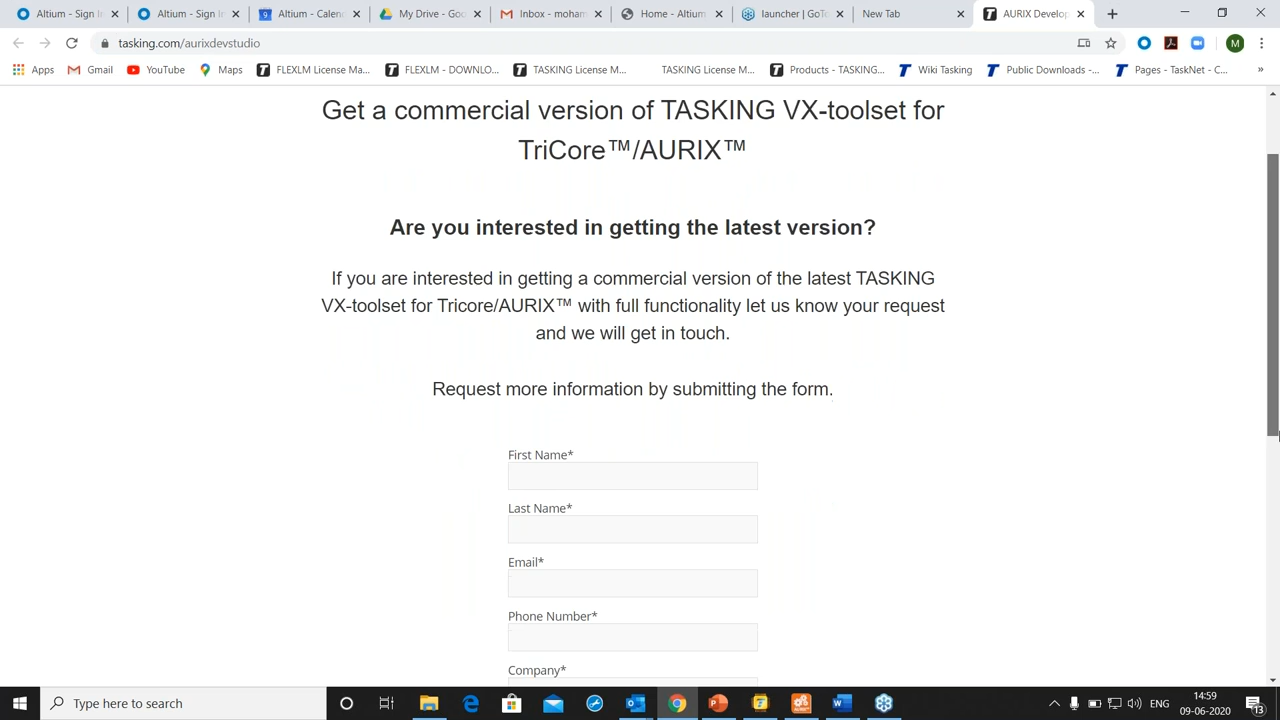 Altium - Sign I
Altium - Sign I
Altium - Calen
My Drive - Goo
Inbox - moham
Home - Altium
launcher | GoTo
New Tab
AURIX Develop
tasking.com/aurixdevstudio
M
Apps
Gmail
YouTube
Maps
FLEXLM License Ma...
FLEXLM - DOWNLO...
TASKING License M...
TASKING License M...
Products - TASKING...
Wiki Tasking
Public Downloads -...
Pages - TaskNet - C...
»
Get a commercial version of TASKING VX-toolset for
TriCore™/AURIX™
Are you interested in getting the latest version?
If you are interested in getting a commercial version of the latest TASKING
VX-toolset for Tricore/AURIX™ with full functionality let us know your request
and we will get in touch.
Request more information by submitting the form.
First Name*
Last Name*
Email*
Phone Number*
Company*
Type here to search
ENG
14:59
09-06-2020
13